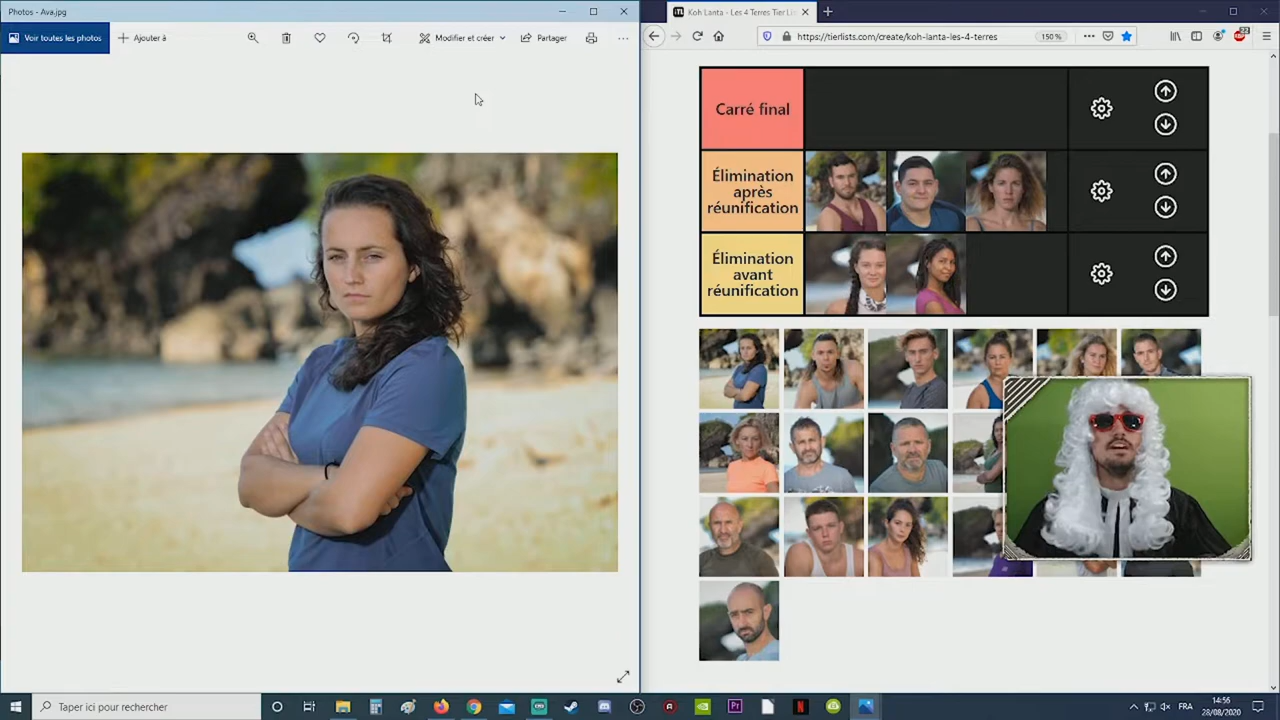 Photos - Ava.jpg
Voir toutes les photos
Ajouter à
Modifier et créer
Partager
Koh Lanta - Les 4 Terres Tier Lis
https://tierlists.com/create/koh-lanta-les-4-terres
150 %
Carré final
Élimination
après
réunification
Élimination
avant
réunification
Taper ici pour rechercher
FRA
14:56
28/08/2020